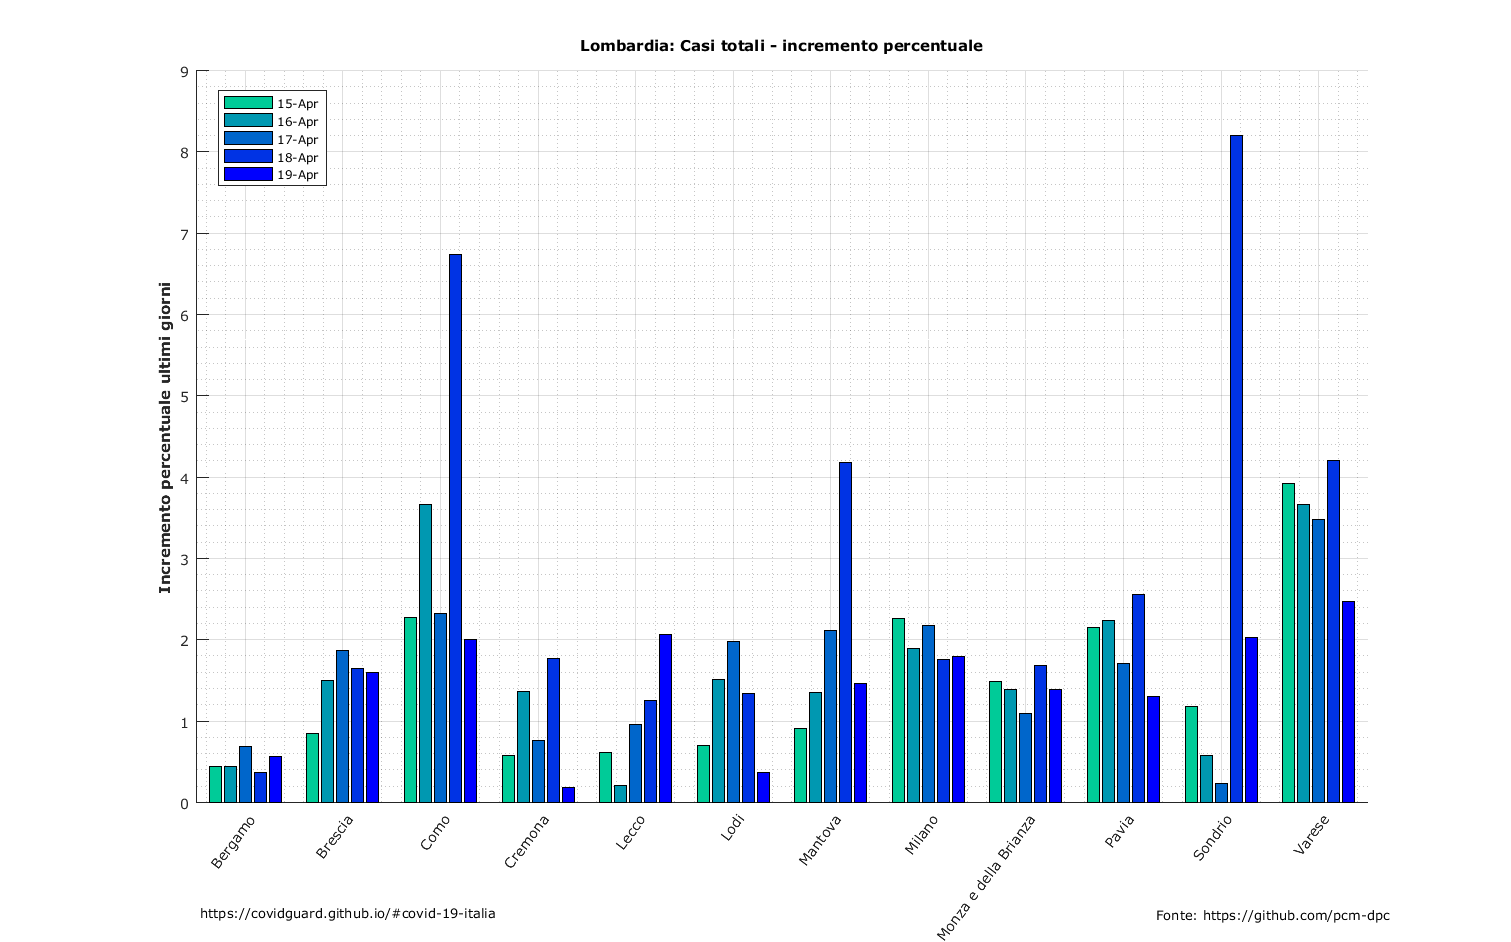 Lombardia: Casi totali - incremento percentuale
9
8
7
6
5
4
3
2
1
0
Incremento percentuale ultimi giorni
15-Apr
16-Apr
17-Apr
18-Apr
19-Apr
Bergamo
Brescia
Como
Cremona
Lecco
Lodi
Mantova
Milano
Monza e della Brianza
Pavia
Sondrio
Varese
https://covidguard.github.io/#covid-19-italia
Fonte: https://github.com/pcm-dpc